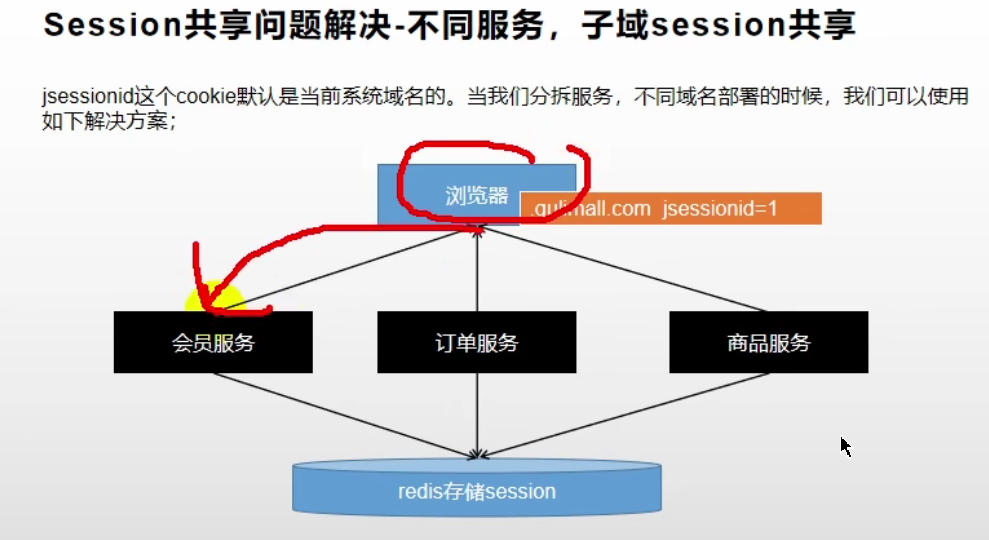 Session共享问题解决-不同服务，子域session共享
jsessionid这个cookie默认是当前系统域名的。当我们分拆服务，不同域名部署的时候，我们可以使用
如下解决方案；
浏览器
.gulimall.com jsessionid=1
会员服务
订单服务
商品服务
redis存储session